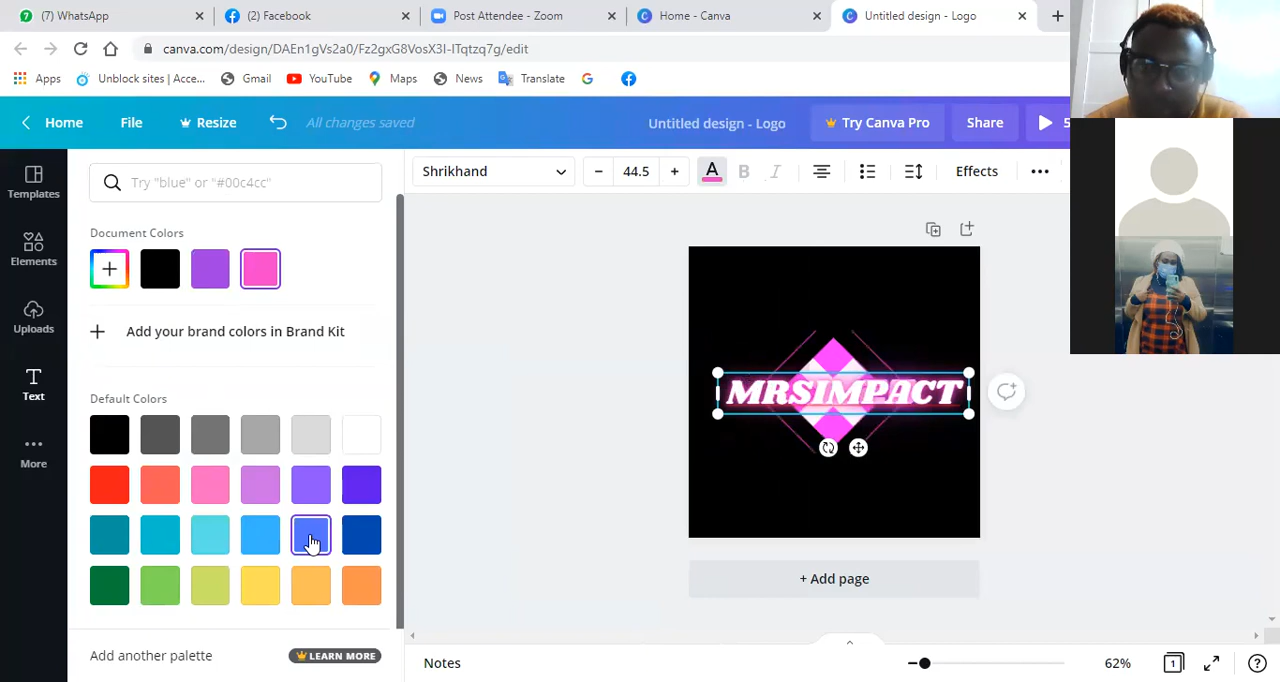 7 (7) WhatsApp
(2) Facebook
Post Attendee - Zoom
Home - Canva
Untitled design - Logo
canva.com/design/DAEn1gVs2a0/Fz2gxG8VosX3I-ITqtzq7g/edit
Apps
Unblock sites | Acce...
Gmail
YouTube
Maps
News
Translate
Home
File
Resize
All changes saved
Untitled design - Logo
Try Canva Pro
Share
5
Templates
Elements
Uploads
Text
More
Try "blue" or "#00c4cc"
Shrikhand
– 44.5 +
A
B
I
Effects
Document Colors
Add your brand colors in Brand Kit
Default Colors
MRSIMPACT
+ Add page
Add another palette
LEARN MORE
Notes
62%
1
?